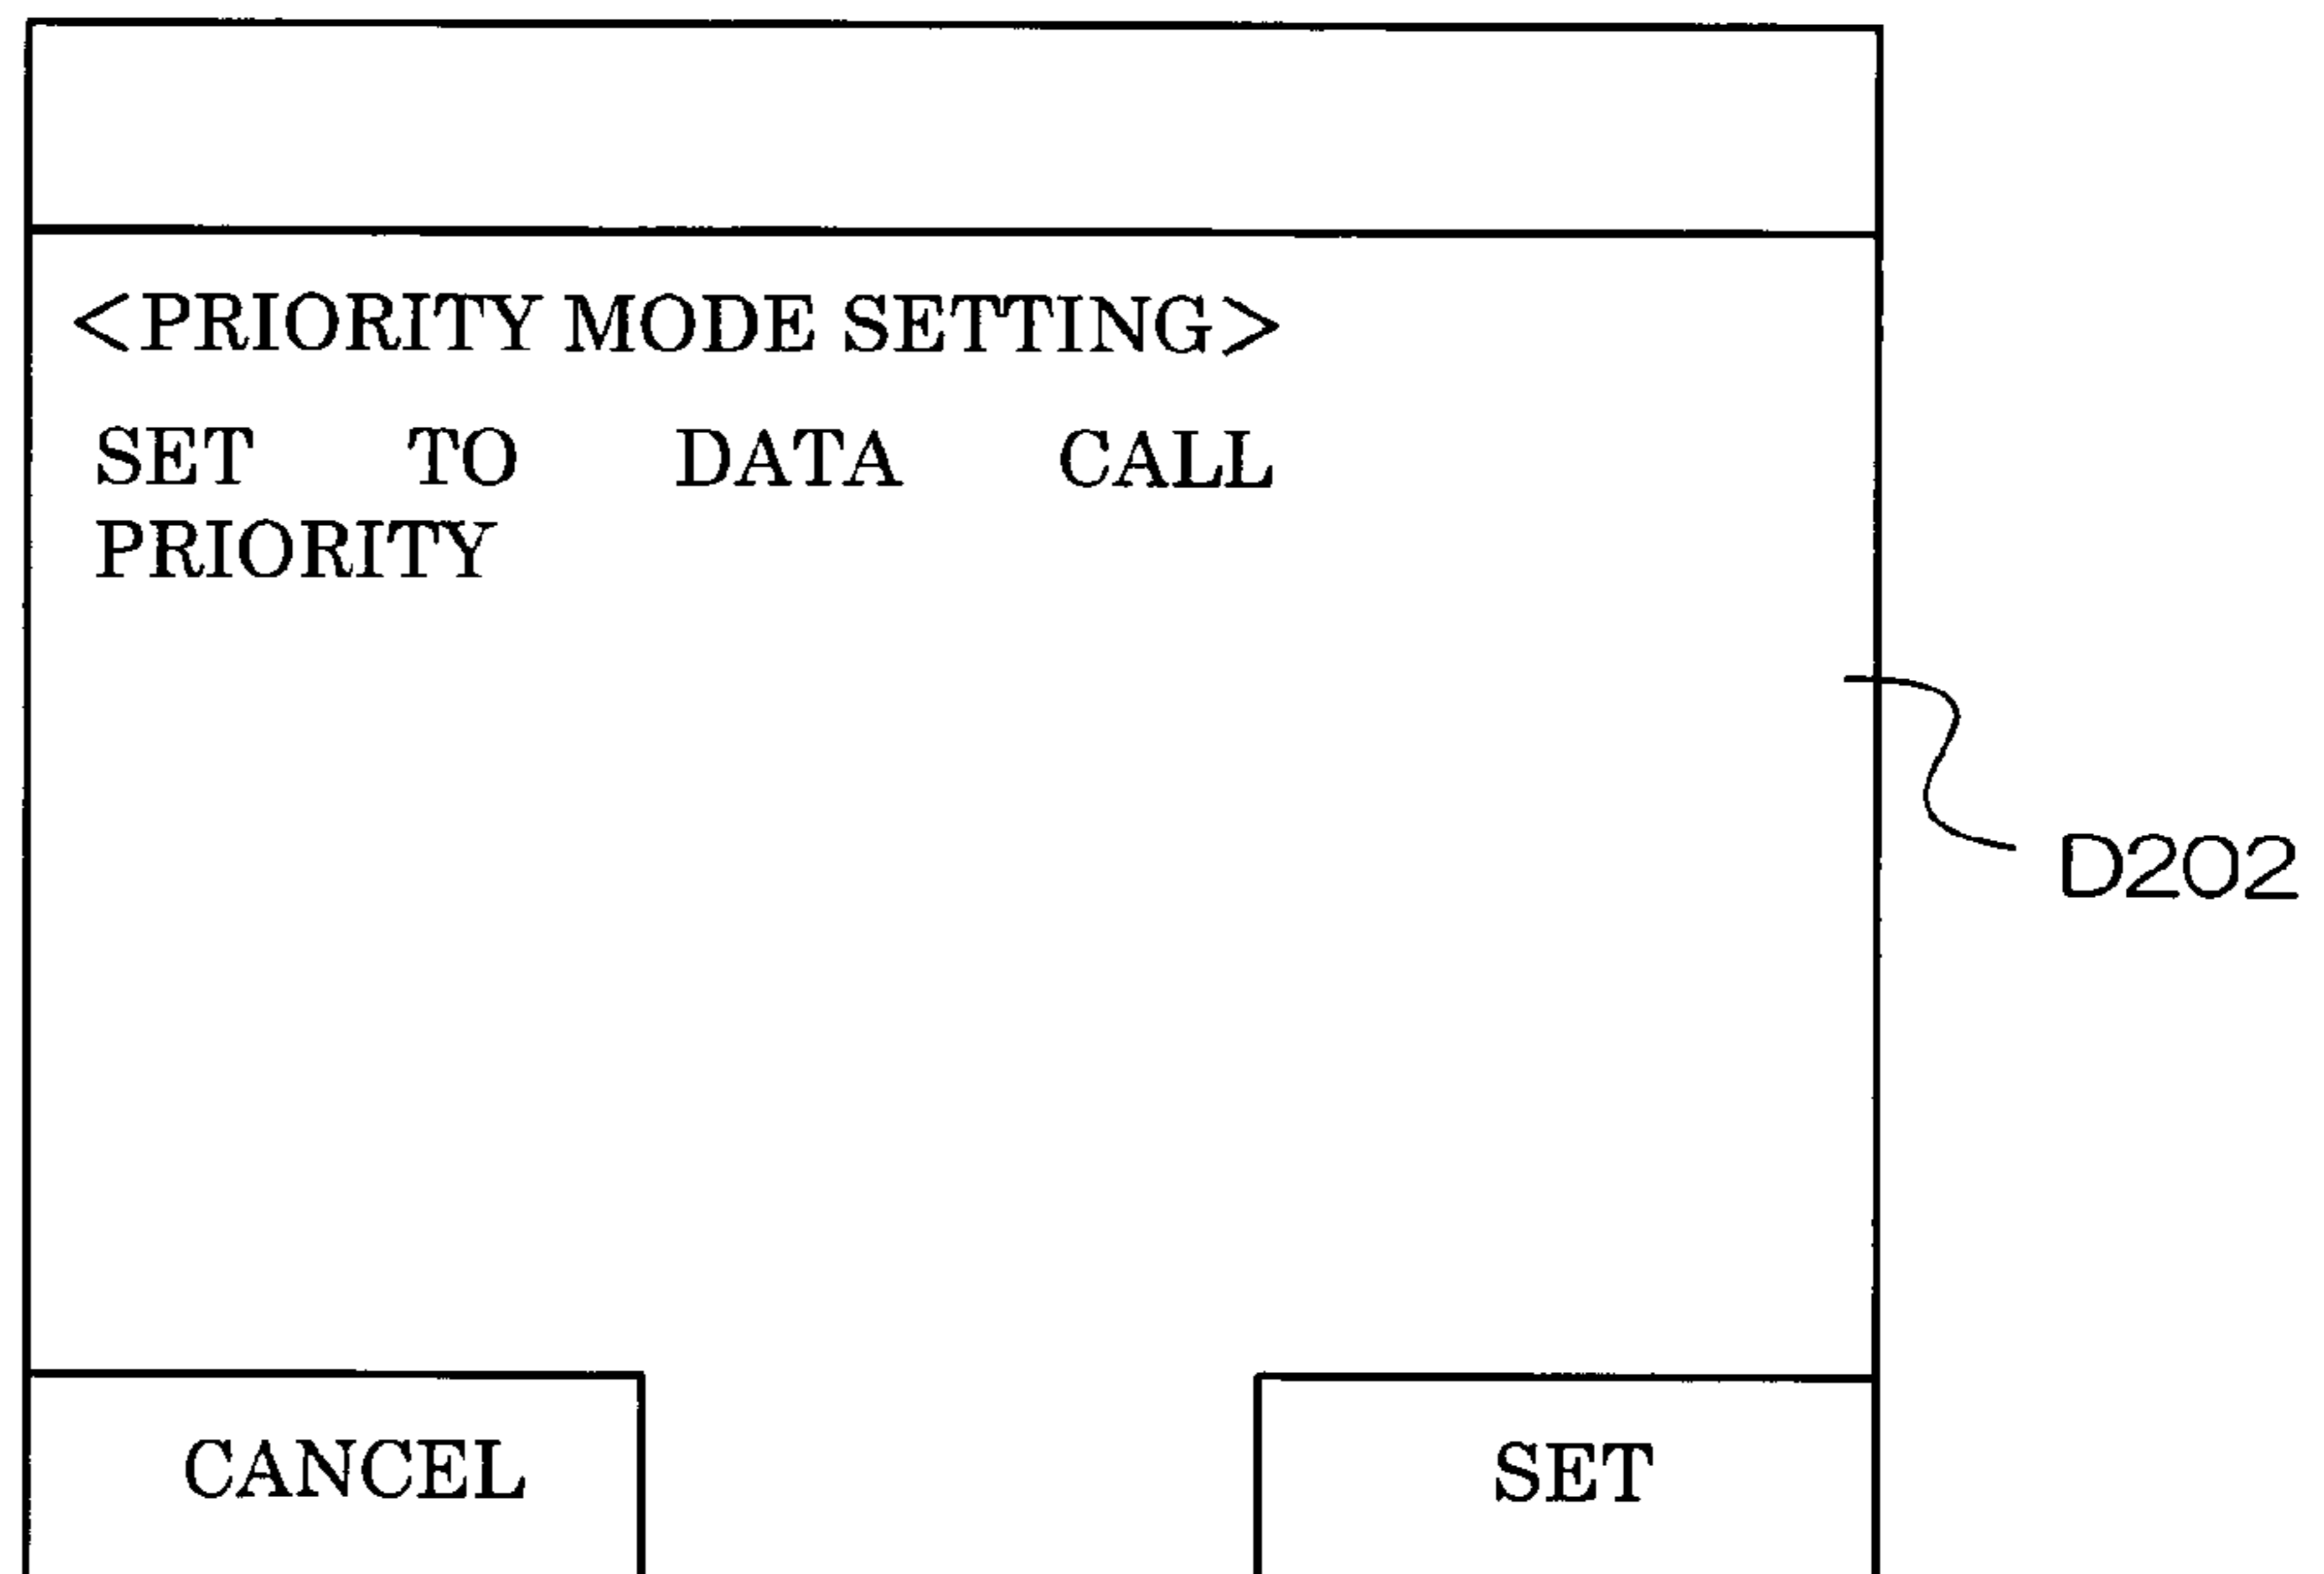 <PRIORITY MODE SETTING>
SET TO DATA CALL
PRIORITY
D202
CANCEL
SET